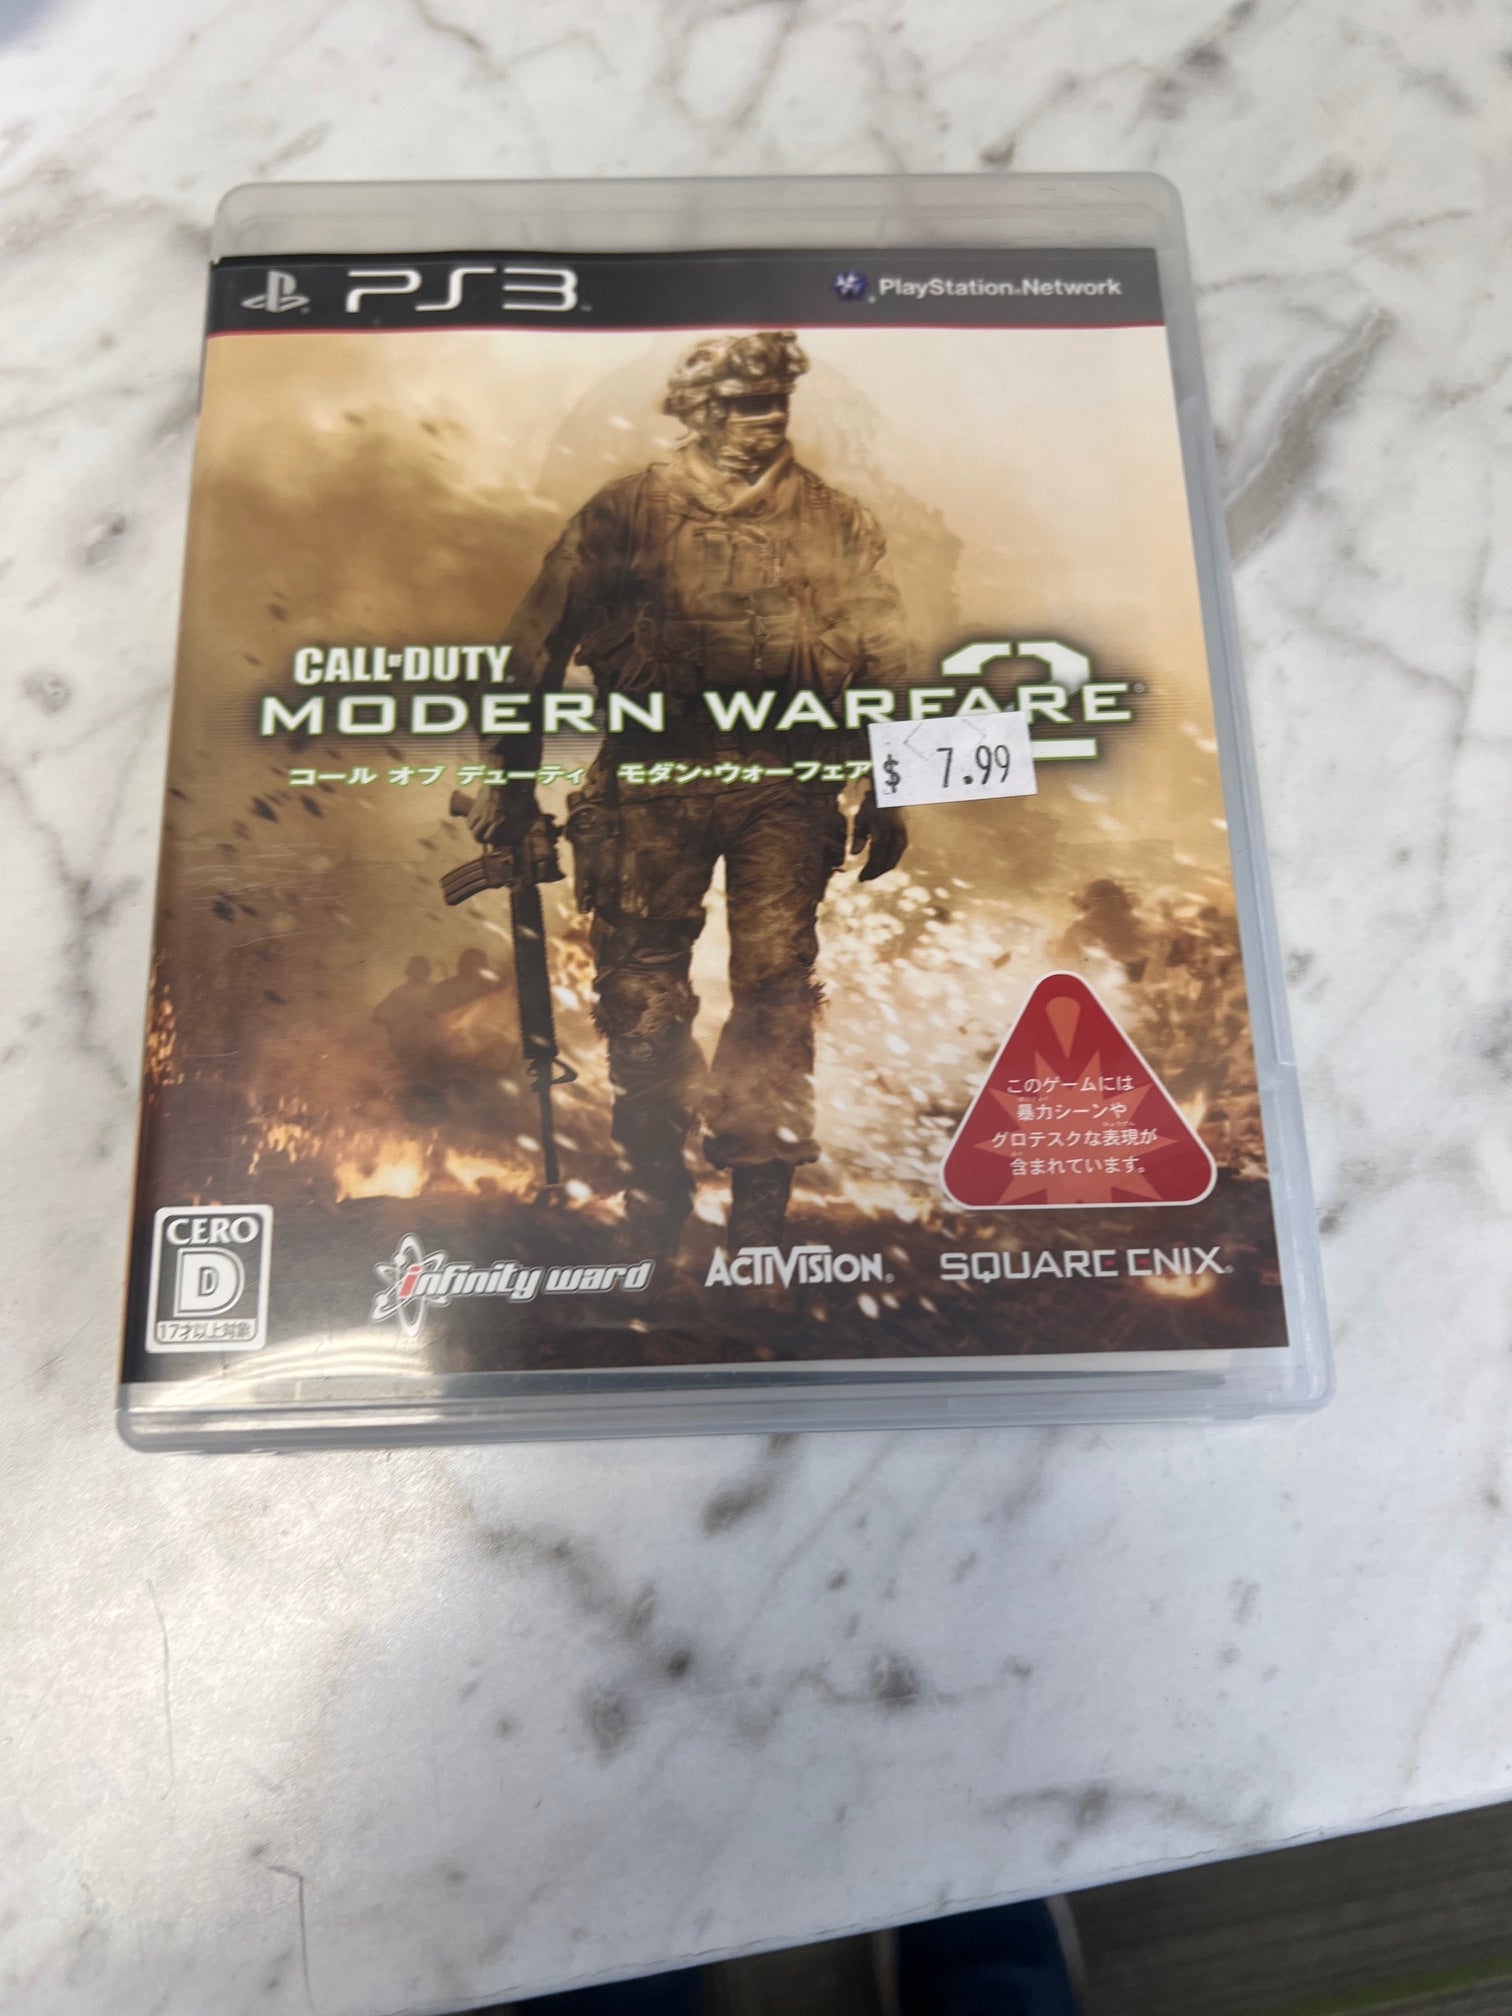 PS3
PlayStation®Network
CALL OF DUTY®
MODERN WARFARE® 2
コール オブ デューティ モダン・ウォーフェア
$ 7.99
このゲームには
暴力シーンや
グロテスクな表現が
含まれています。
CERO
D
17才以上対象
infinity ward
ACTIVISION®
SQUARE ENIX®